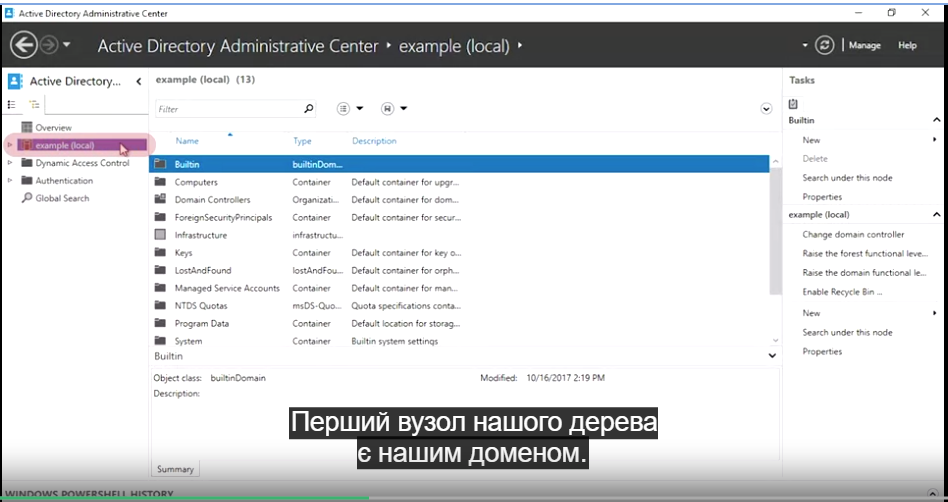 Active Directory Administrative Center
Active Directory Administrative Center • example (local) •
Manage
Help
Active Directory...
Overview
example (local)
Dynamic Access Control
Authentication
Global Search
example (local) (13)
Filter
Name Type Description
Builtin builtinDom...
Computers Container Default container for upgr...
Domain Controllers Organizati... Default container for dom...
ForeignSecurityPrincipals Container Default container for secur...
Infrastructure infrastructu...
Keys Container Default container for key o...
LostAndFound lostAndFou... Default container for orph...
Managed Service Accounts Container Default container for man...
NTDS Quotas msDS-Quo... Quota specifications conta...
Program Data Container Default location for storag...
System Container Builtin system settings
Builtin
Object class: builtinDomain Modified: 10/16/2017 2:19 PM
Description:
Summary
Tasks
Builtin
New
Delete
Search under this node
Properties
example (local)
Change domain controller
Raise the forest functional leve...
Raise the domain functional le...
Enable Recycle Bin ...
New
Search under this node
Properties
Перший вузол нашого дерева
є нашим доменом.
WINDOWS POWERSHELL HISTORY